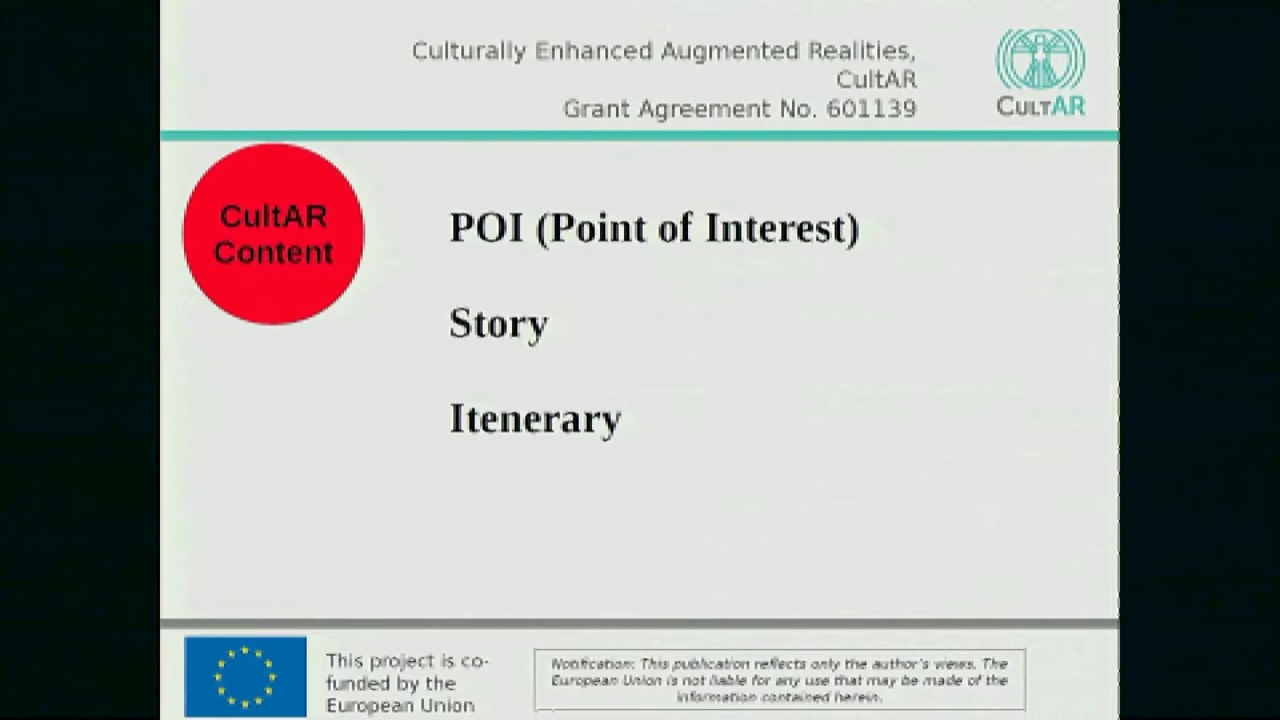 Culturally Enhanced Augmented Realities,
CultAR
Grant Agreement No. 601139
CULTAR
CultAR
Content
POI (Point of Interest)
Story
Itenerary
This project is co-
funded by the
European Union
Notification: This publication reflects only the author's views. The
European Union is not liable for any use that may be made of the
information contained herein.